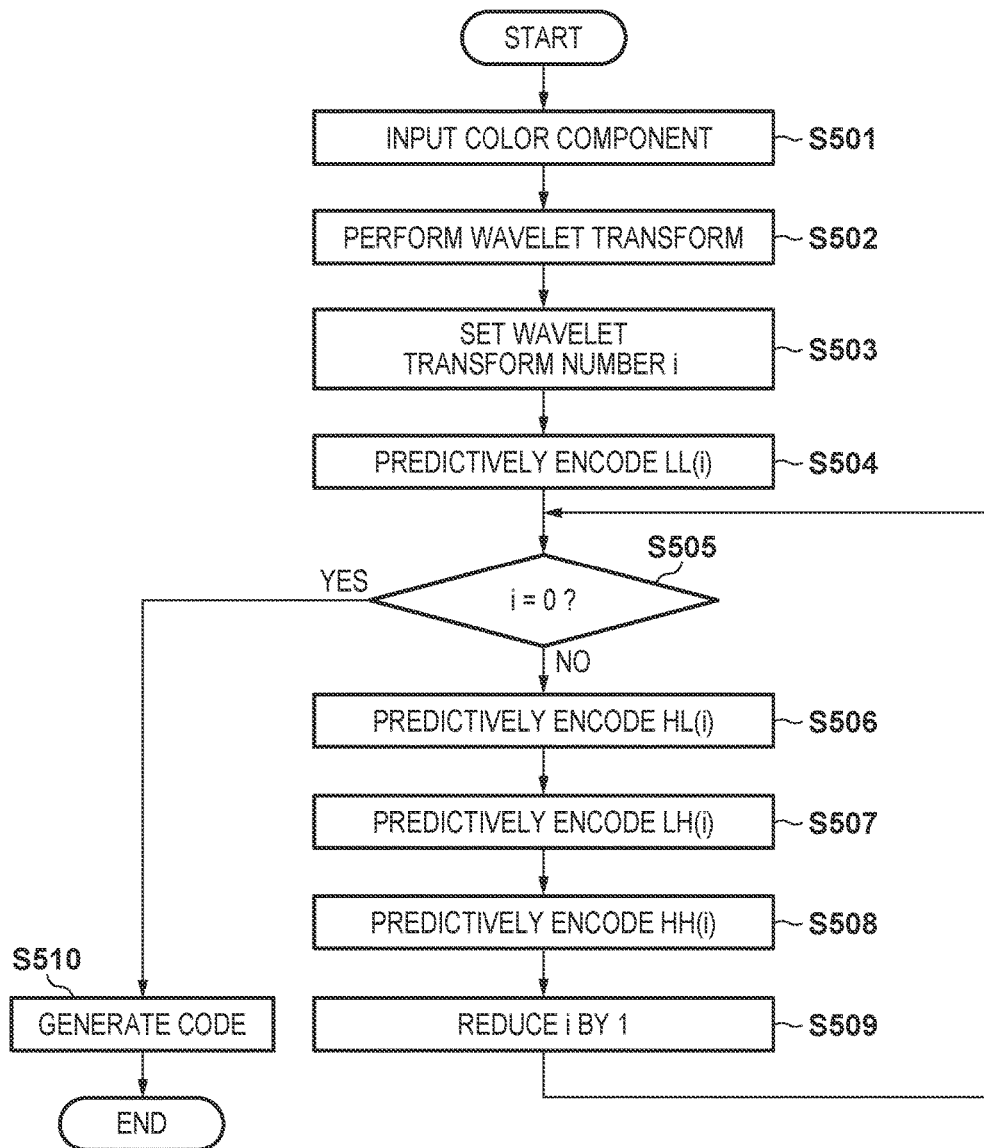 START
INPUT COLOR COMPONENT
S501
PERFORM WAVELET TRANSFORM
S502
SET WAVELET
TRANSFORM NUMBER i
S503
PREDICTIVELY ENCODE LL(i)
S504
S505
YES
i = 0 ?
NO
PREDICTIVELY ENCODE HL(i)
S506
PREDICTIVELY ENCODE LH(i)
S507
PREDICTIVELY ENCODE HH(i)
S508
S510
GENERATE CODE
REDUCE i BY 1
S509
END